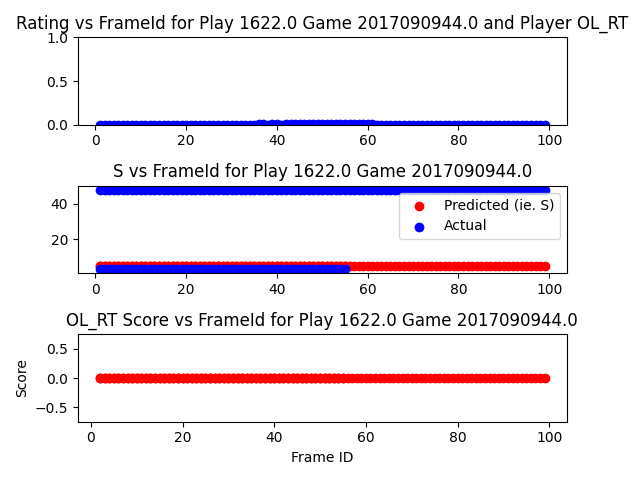 Rating vs FrameId for Play 1622.0 Game 2017090944.0 and Player OL_RT
1.0
0.5
0.0
0 20 40 60 80 100
S vs FrameId for Play 1622.0 Game 2017090944.0
40
20
Predicted (ie. S)
Actual
0 20 40 60 80 100
OL_RT Score vs FrameId for Play 1622.0 Game 2017090944.0
Score
0.5
0.0
−0.5
0 20 40 60 80 100
Frame ID